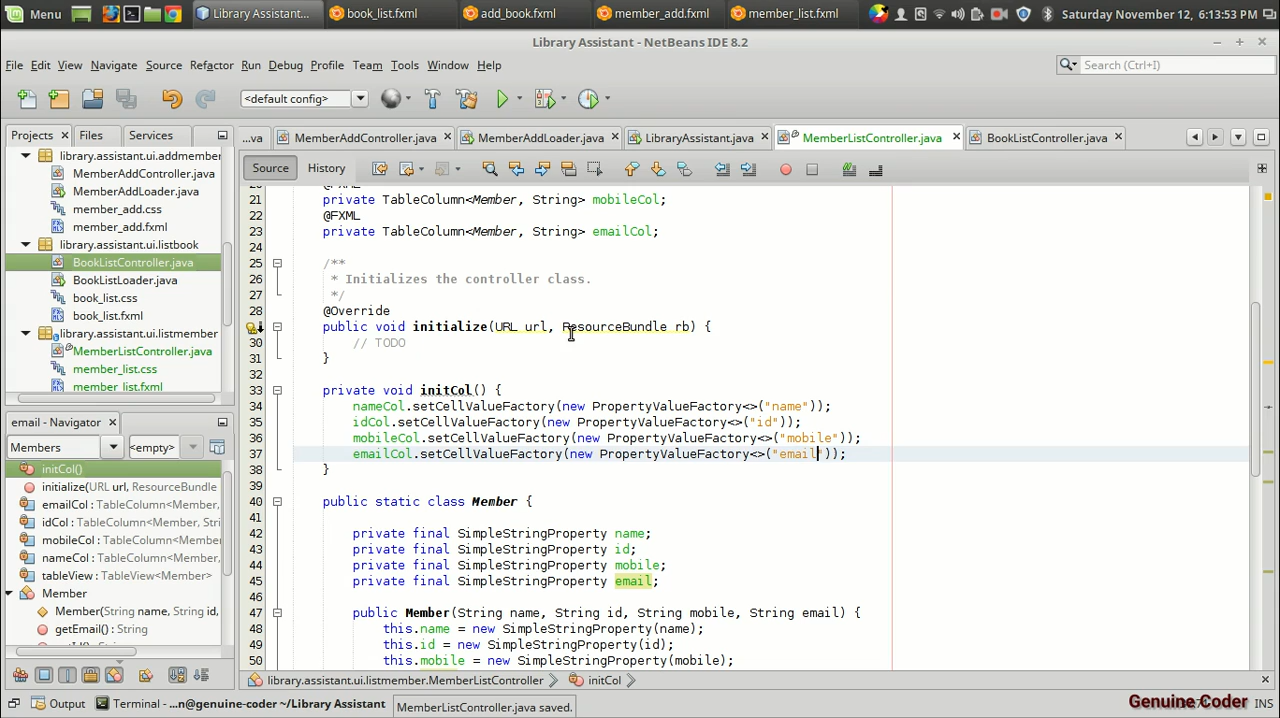 Menu
Library Assistant...
book_list.fxml
add_book.fxml
member_add.fxml
member_list.fxml
Saturday November 12, 6:13:53 PM
Library Assistant - NetBeans IDE 8.2
File Edit View Navigate Source Refactor Run Debug Profile Team Tools Window Help
Search (Ctrl+I)
<default config>
Projects
Files
Services
...va
MemberAddController.java
MemberAddLoader.java
LibraryAssistant.java
MemberListController.java
BookListController.java
library.assistant.ui.addmember
MemberAddController.java
MemberAddLoader.java
member_add.css
member_add.fxml
library.assistant.ui.listbook
BookListController.java
BookListLoader.java
book_list.css
book_list.fxml
library.assistant.ui.listmember
MemberListController.java
member_list.css
member_list.fxml
email - Navigator
Members
<empty>
initCol()
initialize(URL url, ResourceBundle
emailCol : TableColumn<Member,
idCol : TableColumn<Member, Stri
mobileCol : TableColumn<Member
nameCol : TableColumn<Member,
tableView : TableView<Member>
Member
Member(String name, String id,
getEmail() : String
Source
History
20 @FXML
21 private TableColumn<Member, String> mobileCol;
22 @FXML
23 private TableColumn<Member, String> emailCol;
24
25 /**
26 * Initializes the controller class.
27 */
28 @Override
public void initialize(URL url, ResourceBundle rb) {
30 // TODO
31 }
32
33 private void initCol() {
34 nameCol.setCellValueFactory(new PropertyValueFactory<>("name"));
35 idCol.setCellValueFactory(new PropertyValueFactory<>("id"));
36 mobileCol.setCellValueFactory(new PropertyValueFactory<>("mobile"));
37 emailCol.setCellValueFactory(new PropertyValueFactory<>("email"));
38 }
39
40 public static class Member {
41
42 private final SimpleStringProperty name;
43 private final SimpleStringProperty id;
44 private final SimpleStringProperty mobile;
45 private final SimpleStringProperty email;
46
47 public Member(String name, String id, String mobile, String email) {
48 this.name = new SimpleStringProperty(name);
49 this.id = new SimpleStringProperty(id);
50 this.mobile = new SimpleStringProperty(mobile);
library.assistant.ui.listmember.MemberListController
initCol
Output
Terminal - ...n@genuine-coder ~/Library Assistant
MemberListController.java saved.
Genuine Coder
INS